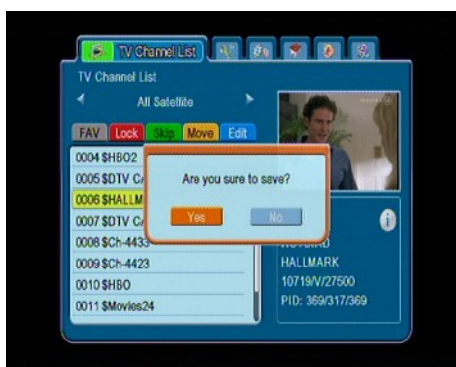 TV Channel List
TV Channel List
All Satellite
FAV Lock Skip Move Edit
0004 $HBO2
0005 $DTV
0006 $HALLM
0007 $DTV
0008 $Ch-4433
0009 $Ch-4423
0010 $HBO
0011 $Movies24
Are you sure to save?
Yes No
HALLMARK
10719/V/27500
PID: 369/317/369